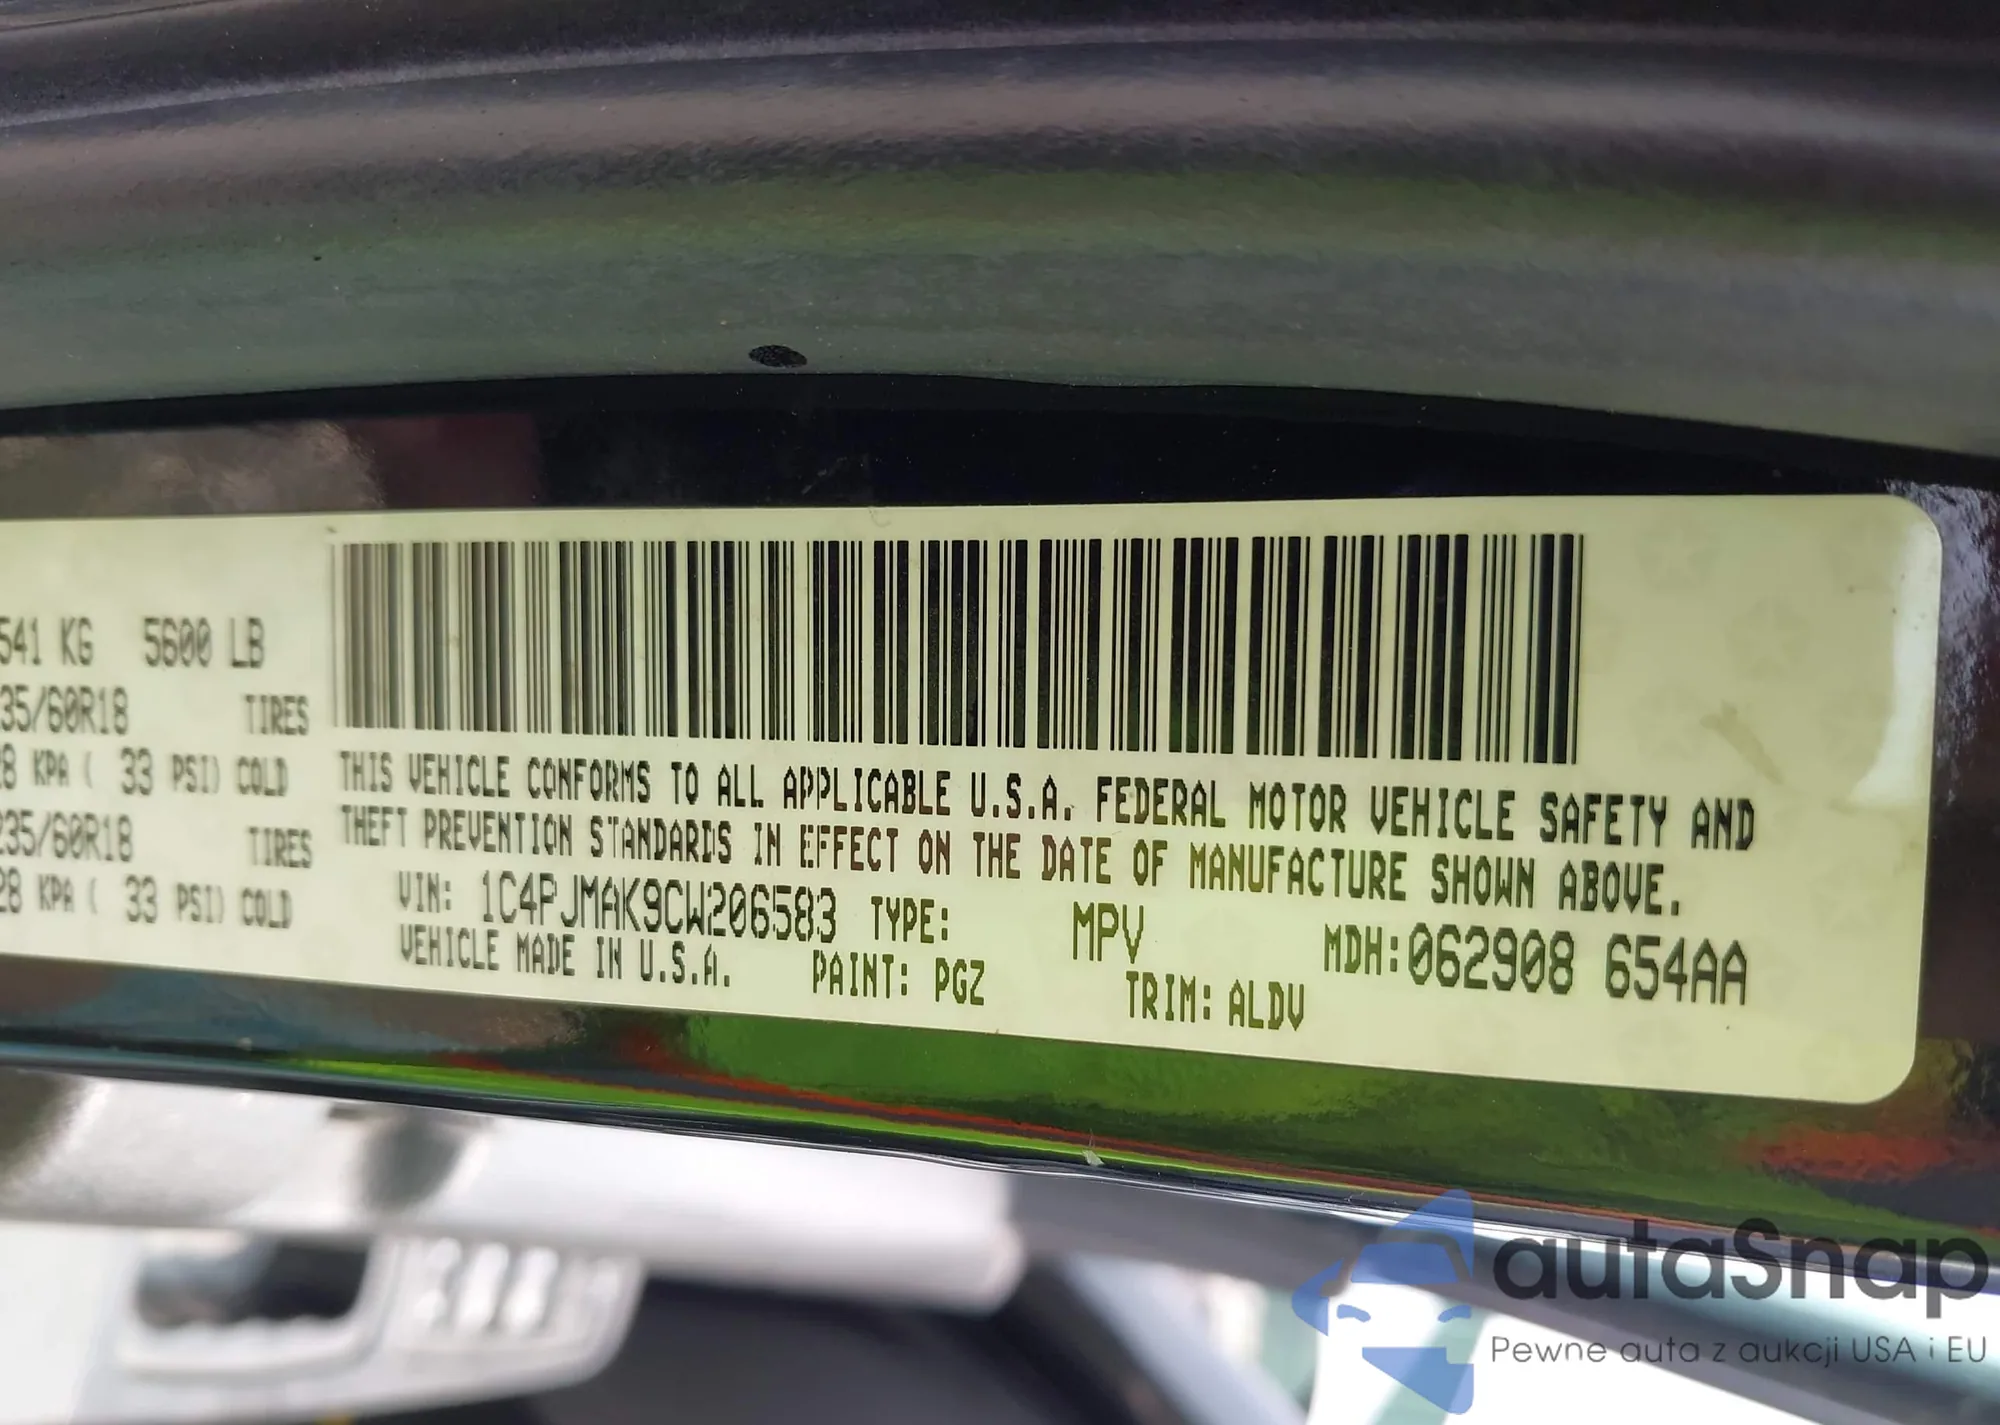 541 KG 5600 LB
35/60R18 TIRES
28 KPA ( 33 PSI) COLD
235/60R18 TIRES
28 KPA ( 33 PSI) COLD
THIS VEHICLE CONFORMS TO ALL APPLICABLE U.S.A. FEDERAL MOTOR VEHICLE SAFETY AND
THEFT PREVENTION STANDARDS IN EFFECT ON THE DATE OF MANUFACTURE SHOWN ABOVE.
VIN: 1C4PJMAK9CW206583 TYPE: MPV MDH:062908 654AA
VEHICLE MADE IN U.S.A. PAINT: PGZ TRIM: ALDV
autaSnap
Pewne auta z aukcji USA i EU